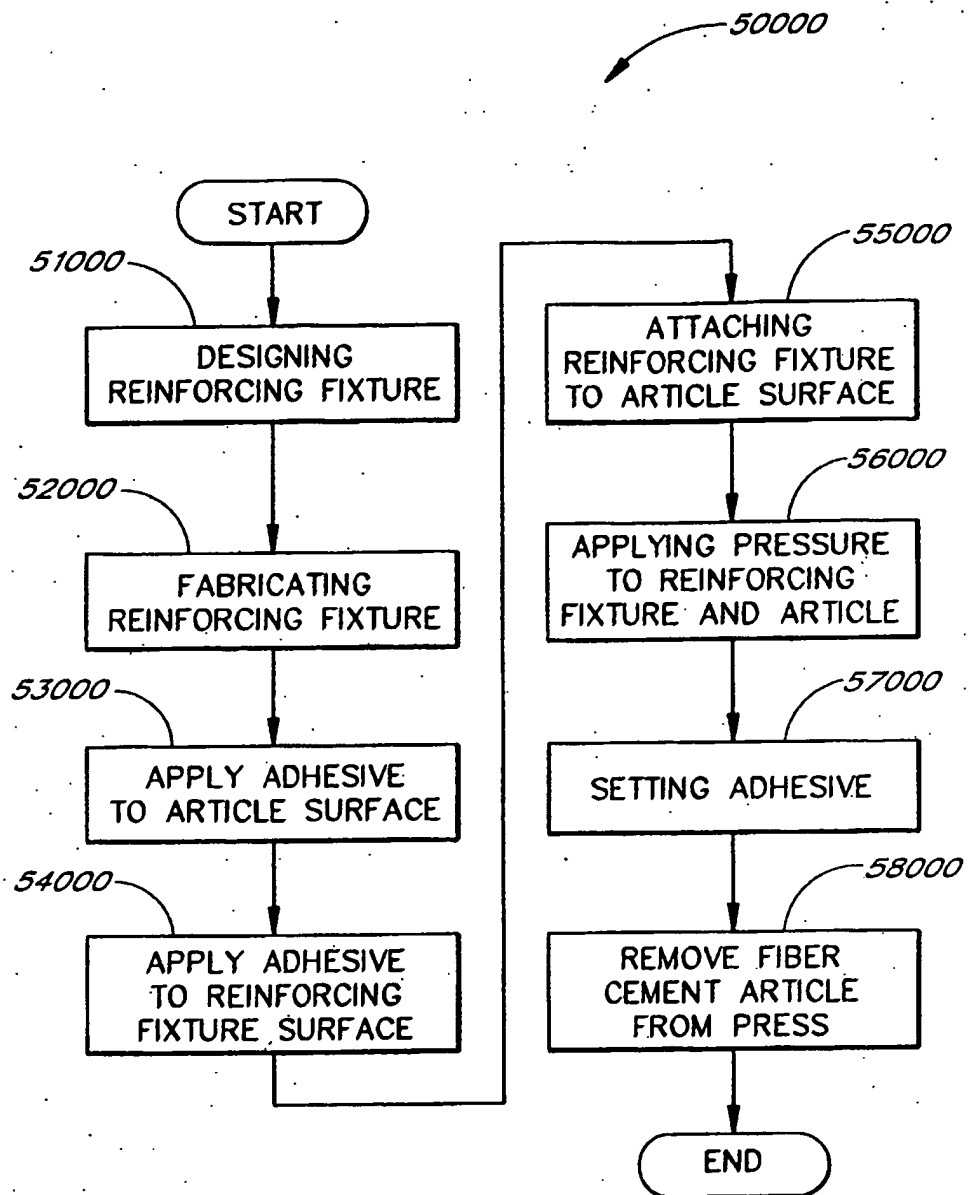 50000
START
51000
DESIGNING
REINFORCING FIXTURE
52000
FABRICATING
REINFORCING FIXTURE
53000
APPLY ADHESIVE
TO ARTICLE SURFACE
54000
APPLY ADHESIVE
TO REINFORCING
FIXTURE SURFACE
55000
ATTACHING
REINFORCING FIXTURE
TO ARTICLE SURFACE
56000
APPLYING PRESSURE
TO REINFORCING
FIXTURE AND ARTICLE
57000
SETTING ADHESIVE
58000
REMOVE FIBER
CEMENT ARTICLE
FROM PRESS
END